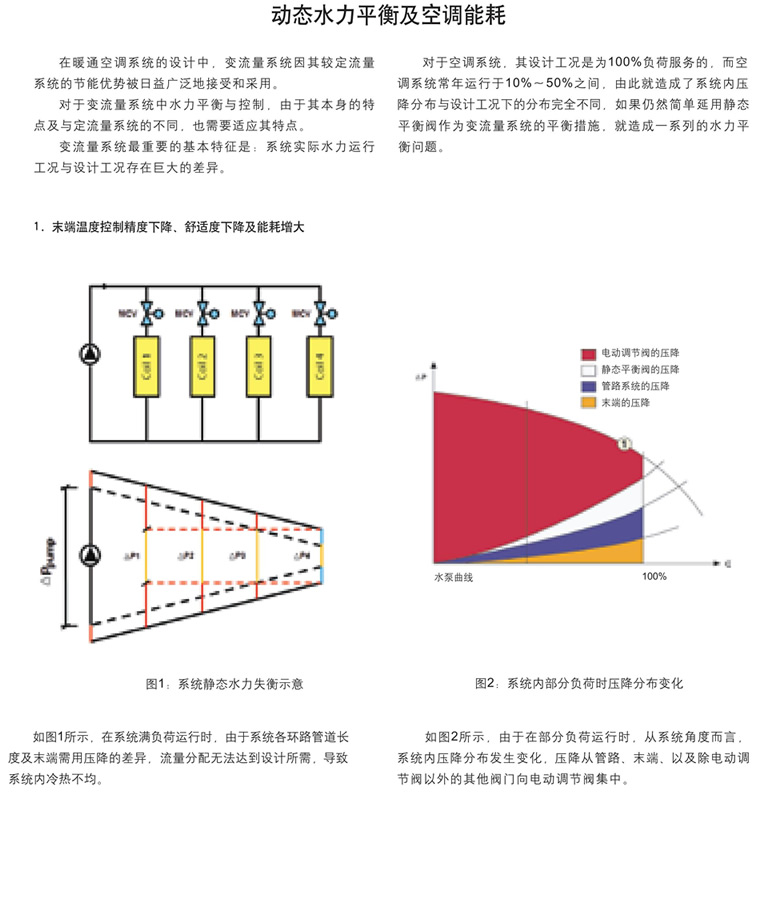 动态水力平衡及空调能耗
在暖通空调系统的设计中，变流量系统因其较定流量
系统的节能优势被日益广泛地接受和采用。
对于变流量系统中水力平衡与控制，由于其本身的特
点及与定流量系统的不同，也需要适应其特点。
变流量系统最重要的基本特征是：系统实际水力运行
工况与设计工况存在巨大的差异。
对于空调系统，其设计工况是为100%负荷服务的，而空
调系统常年运行于10%～50%之间，由此就造成了系统内压
降分布与设计工况下的分布完全不同，如果仍然简单延用静态
平衡阀作为变流量系统的平衡措施，就造成一系列的水力平
衡问题。
1．末端温度控制精度下降、舒适度下降及能耗增大
MCV MCV MCV MCV
Coil 1 Coil 2 Coil 3 Coil 4
△Ppump
△P1 △P2 △P3 △P4
图1：系统静态水力失衡示意
△P
电动调节阀的压降
静态平衡阀的压降
管路系统的压降
末端的压降
1
水泵曲线
100%
图2：系统内部分负荷时压降分布变化
如图1所示，在系统满负荷运行时，由于系统各环路管道长
度及末端需用压降的差异，流量分配无法达到设计所需，导致
系统内冷热不均。
如图2所示，由于在部分负荷运行时，从系统角度而言，
系统内压降分布发生变化，压降从管路、末端、以及除电动调
节阀以外的其他阀门向电动调节阀集中。